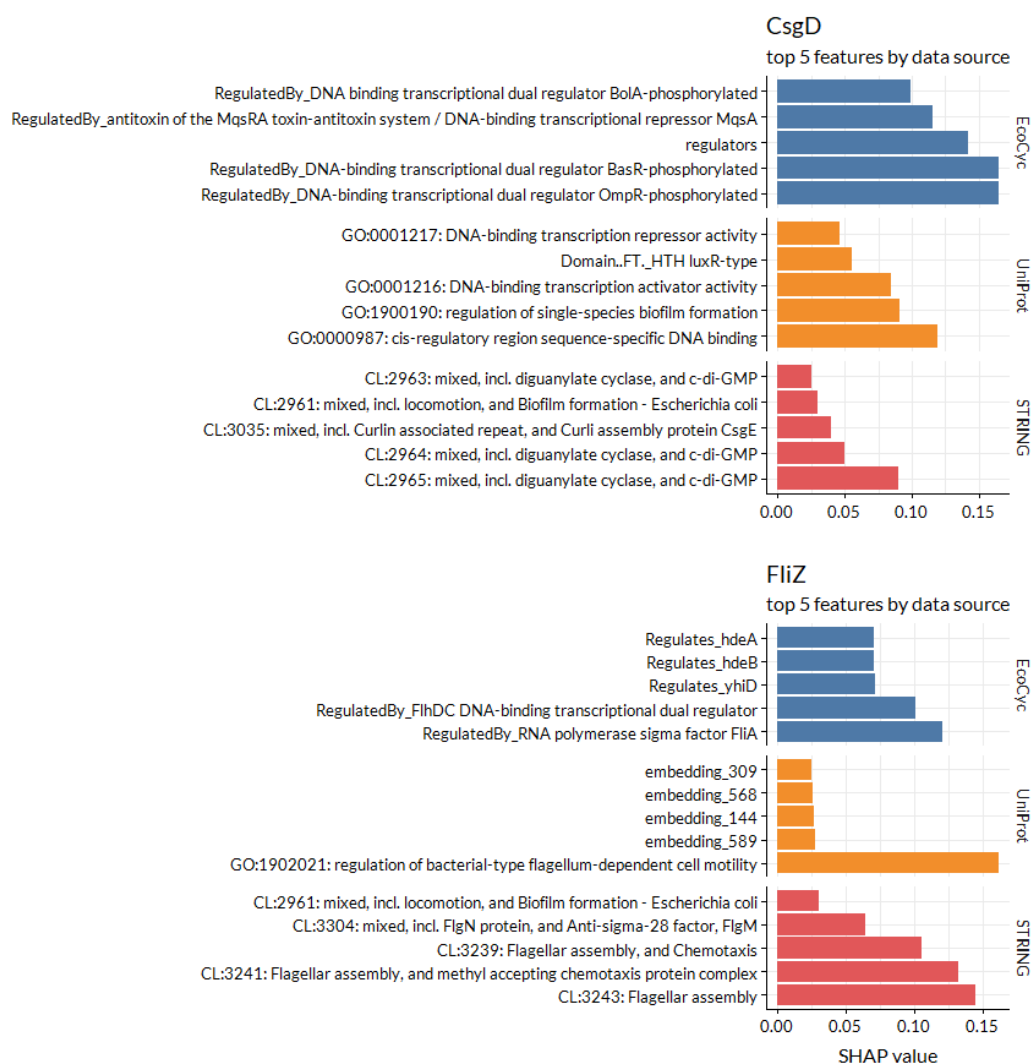 CsgD
top 5 features by data source
RegulatedBy_DNA binding transcriptional dual regulator BolA-phosphorylated
RegulatedBy_antitoxin of the MqsRA toxin-antitoxin system / DNA-binding transcriptional repressor MqsA
regulators
RegulatedBy_DNA-binding transcriptional dual regulator BasR-phosphorylated
RegulatedBy_DNA-binding transcriptional dual regulator OmpR-phosphorylated
EcoCyc
GO:0001217: DNA-binding transcription repressor activity
Domain..FT._HTH luxR-type
GO:0001216: DNA-binding transcription activator activity
GO:1900190: regulation of single-species biofilm formation
GO:0000987: cis-regulatory region sequence-specific DNA binding
UniProt
CL:2963: mixed, incl. diguanylate cyclase, and c-di-GMP
CL:2961: mixed, incl. locomotion, and Biofilm formation - Escherichia coli
CL:3035: mixed, incl. Curlin associated repeat, and Curli assembly protein CsgE
CL:2964: mixed, incl. diguanylate cyclase, and c-di-GMP
CL:2965: mixed, incl. diguanylate cyclase, and c-di-GMP
STRING
0.00 0.05 0.10 0.15
FliZ
top 5 features by data source
Regulates_hdeA
Regulates_hdeB
Regulates_yhiD
RegulatedBy_FlhDC DNA-binding transcriptional dual regulator
RegulatedBy_RNA polymerase sigma factor FliA
EcoCyc
embedding_309
embedding_568
embedding_144
embedding_589
GO:1902021: regulation of bacterial-type flagellum-dependent cell motility
UniProt
CL:2961: mixed, incl. locomotion, and Biofilm formation - Escherichia coli
CL:3304: mixed, incl. FlgN protein, and Anti-sigma-28 factor, FlgM
CL:3239: Flagellar assembly, and Chemotaxis
CL:3241: Flagellar assembly, and methyl accepting chemotaxis protein complex
CL:3243: Flagellar assembly
STRING
0.00 0.05 0.10 0.15
SHAP value